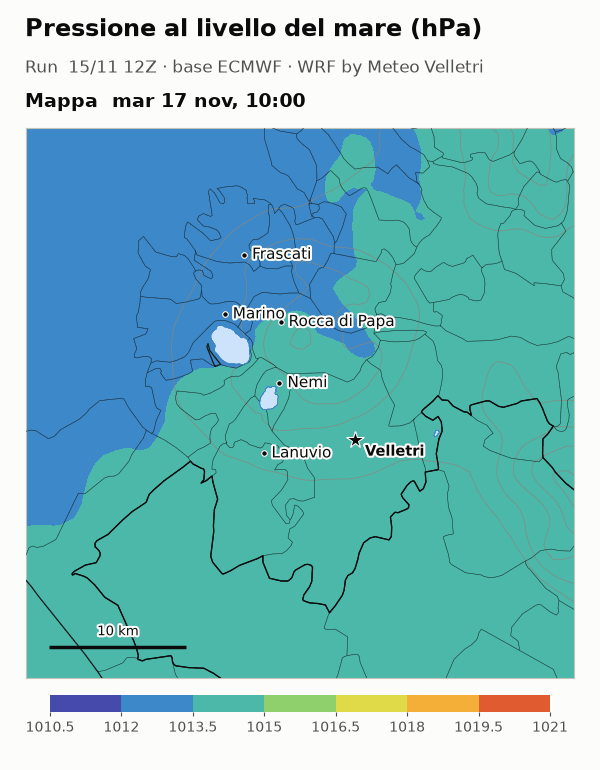 Pressione al livello del mare (hPa)
Run  15/11 12Z · base ECMWF · WRF by Meteo Velletri
Mappa  mar 17 nov, 10:00
Frascati
Marino
Rocca di Papa
Nemi
Velletri
Lanuvio
10 km
1010.5 1012 1013.5 1015 1016.5 1018 1019.5 1021